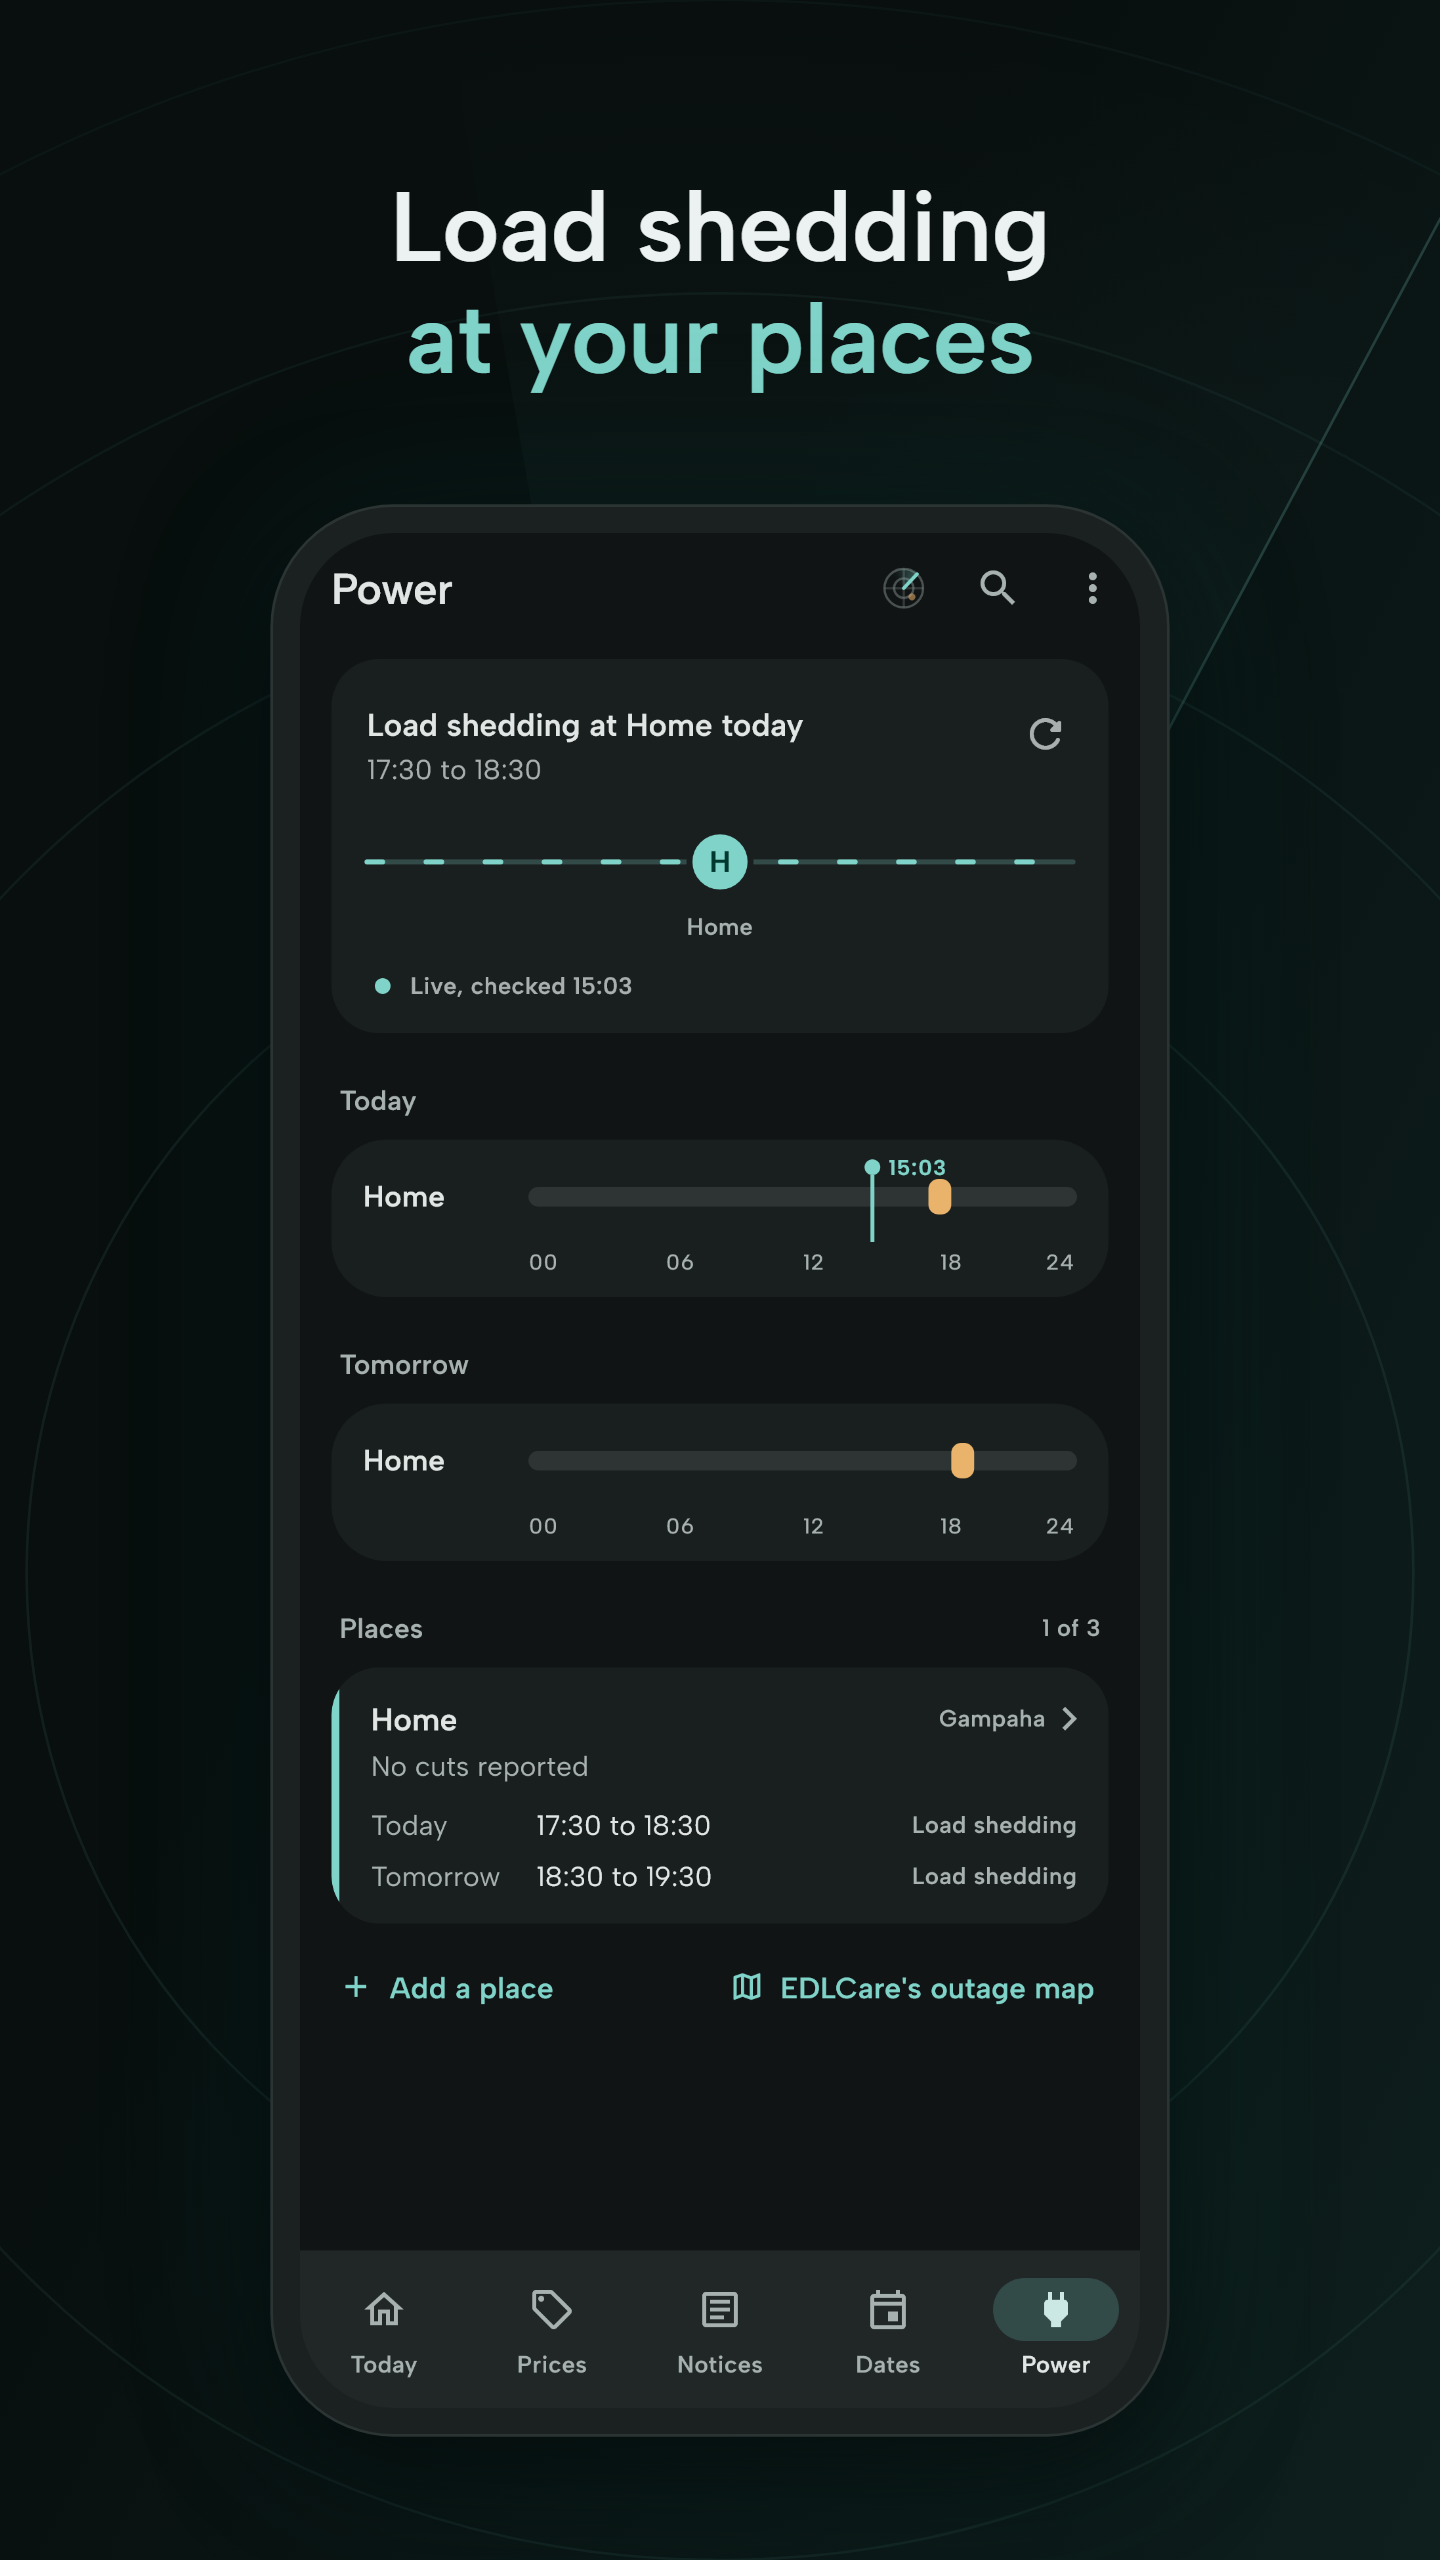 Load shedding
at your places
Power
Load shedding at Home today
17:30 to 18:30
H
Home
Live, checked 15:03
Today
15:03
Home
00 06 12 18 24
Tomorrow
Home
00 06 12 18 24
Places 1 of 3
Home Gampaha
No cuts reported
Today 17:30 to 18:30 Load shedding
Tomorrow 18:30 to 19:30 Load shedding
+ Add a place EDLCare's outage map
Today Prices Notices Dates Power